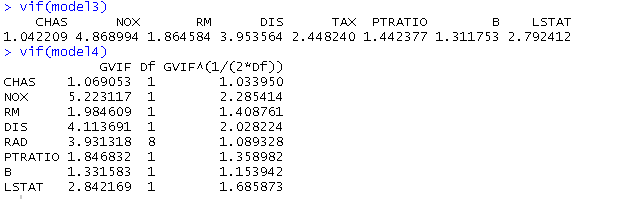 > vif(model3)
CHAS NOX RM DIS TAX PTRATIO B LSTAT
1.042209 4.868994 1.864584 3.953564 2.448240 1.442377 1.311753 2.792412
> vif(model4)
GVIF Df GVIF^(1/(2*Df))
CHAS 1.069053 1 1.033950
NOX 5.223117 1 2.285414
RM 1.984609 1 1.408761
DIS 4.113691 1 2.028224
RAD 3.931318 8 1.089328
PTRATIO 1.846832 1 1.358982
B 1.331583 1 1.153942
LSTAT 2.842169 1 1.685873